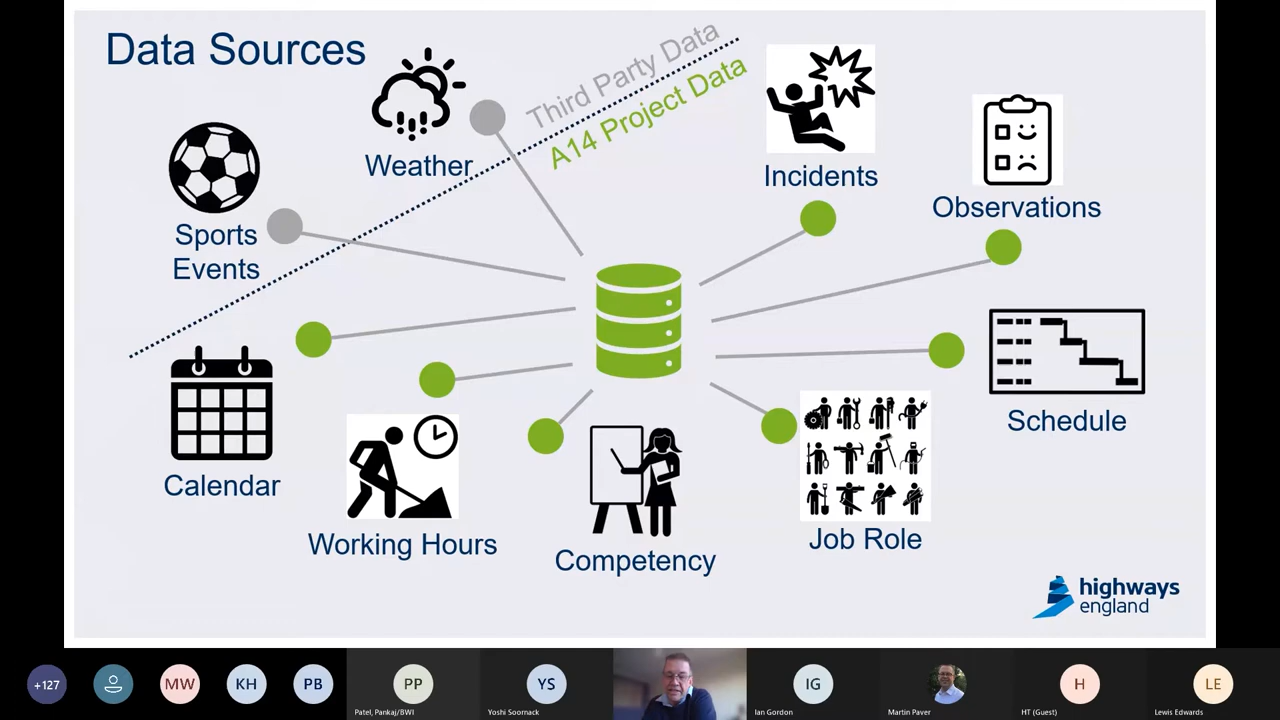 Data Sources
Third Party Data
A14 Project Data
Weather
Sports
Events
Incidents
Observations
Calendar
Working Hours
Competency
Job Role
Schedule
highways
england
+127
MW
KH
PB
PP
YS
IG
H
LE
Patel, Pankaj/BWI
Yoshi Soornack
Ian Gordon
Martin Paver
HT (Guest)
Lewis Edwards